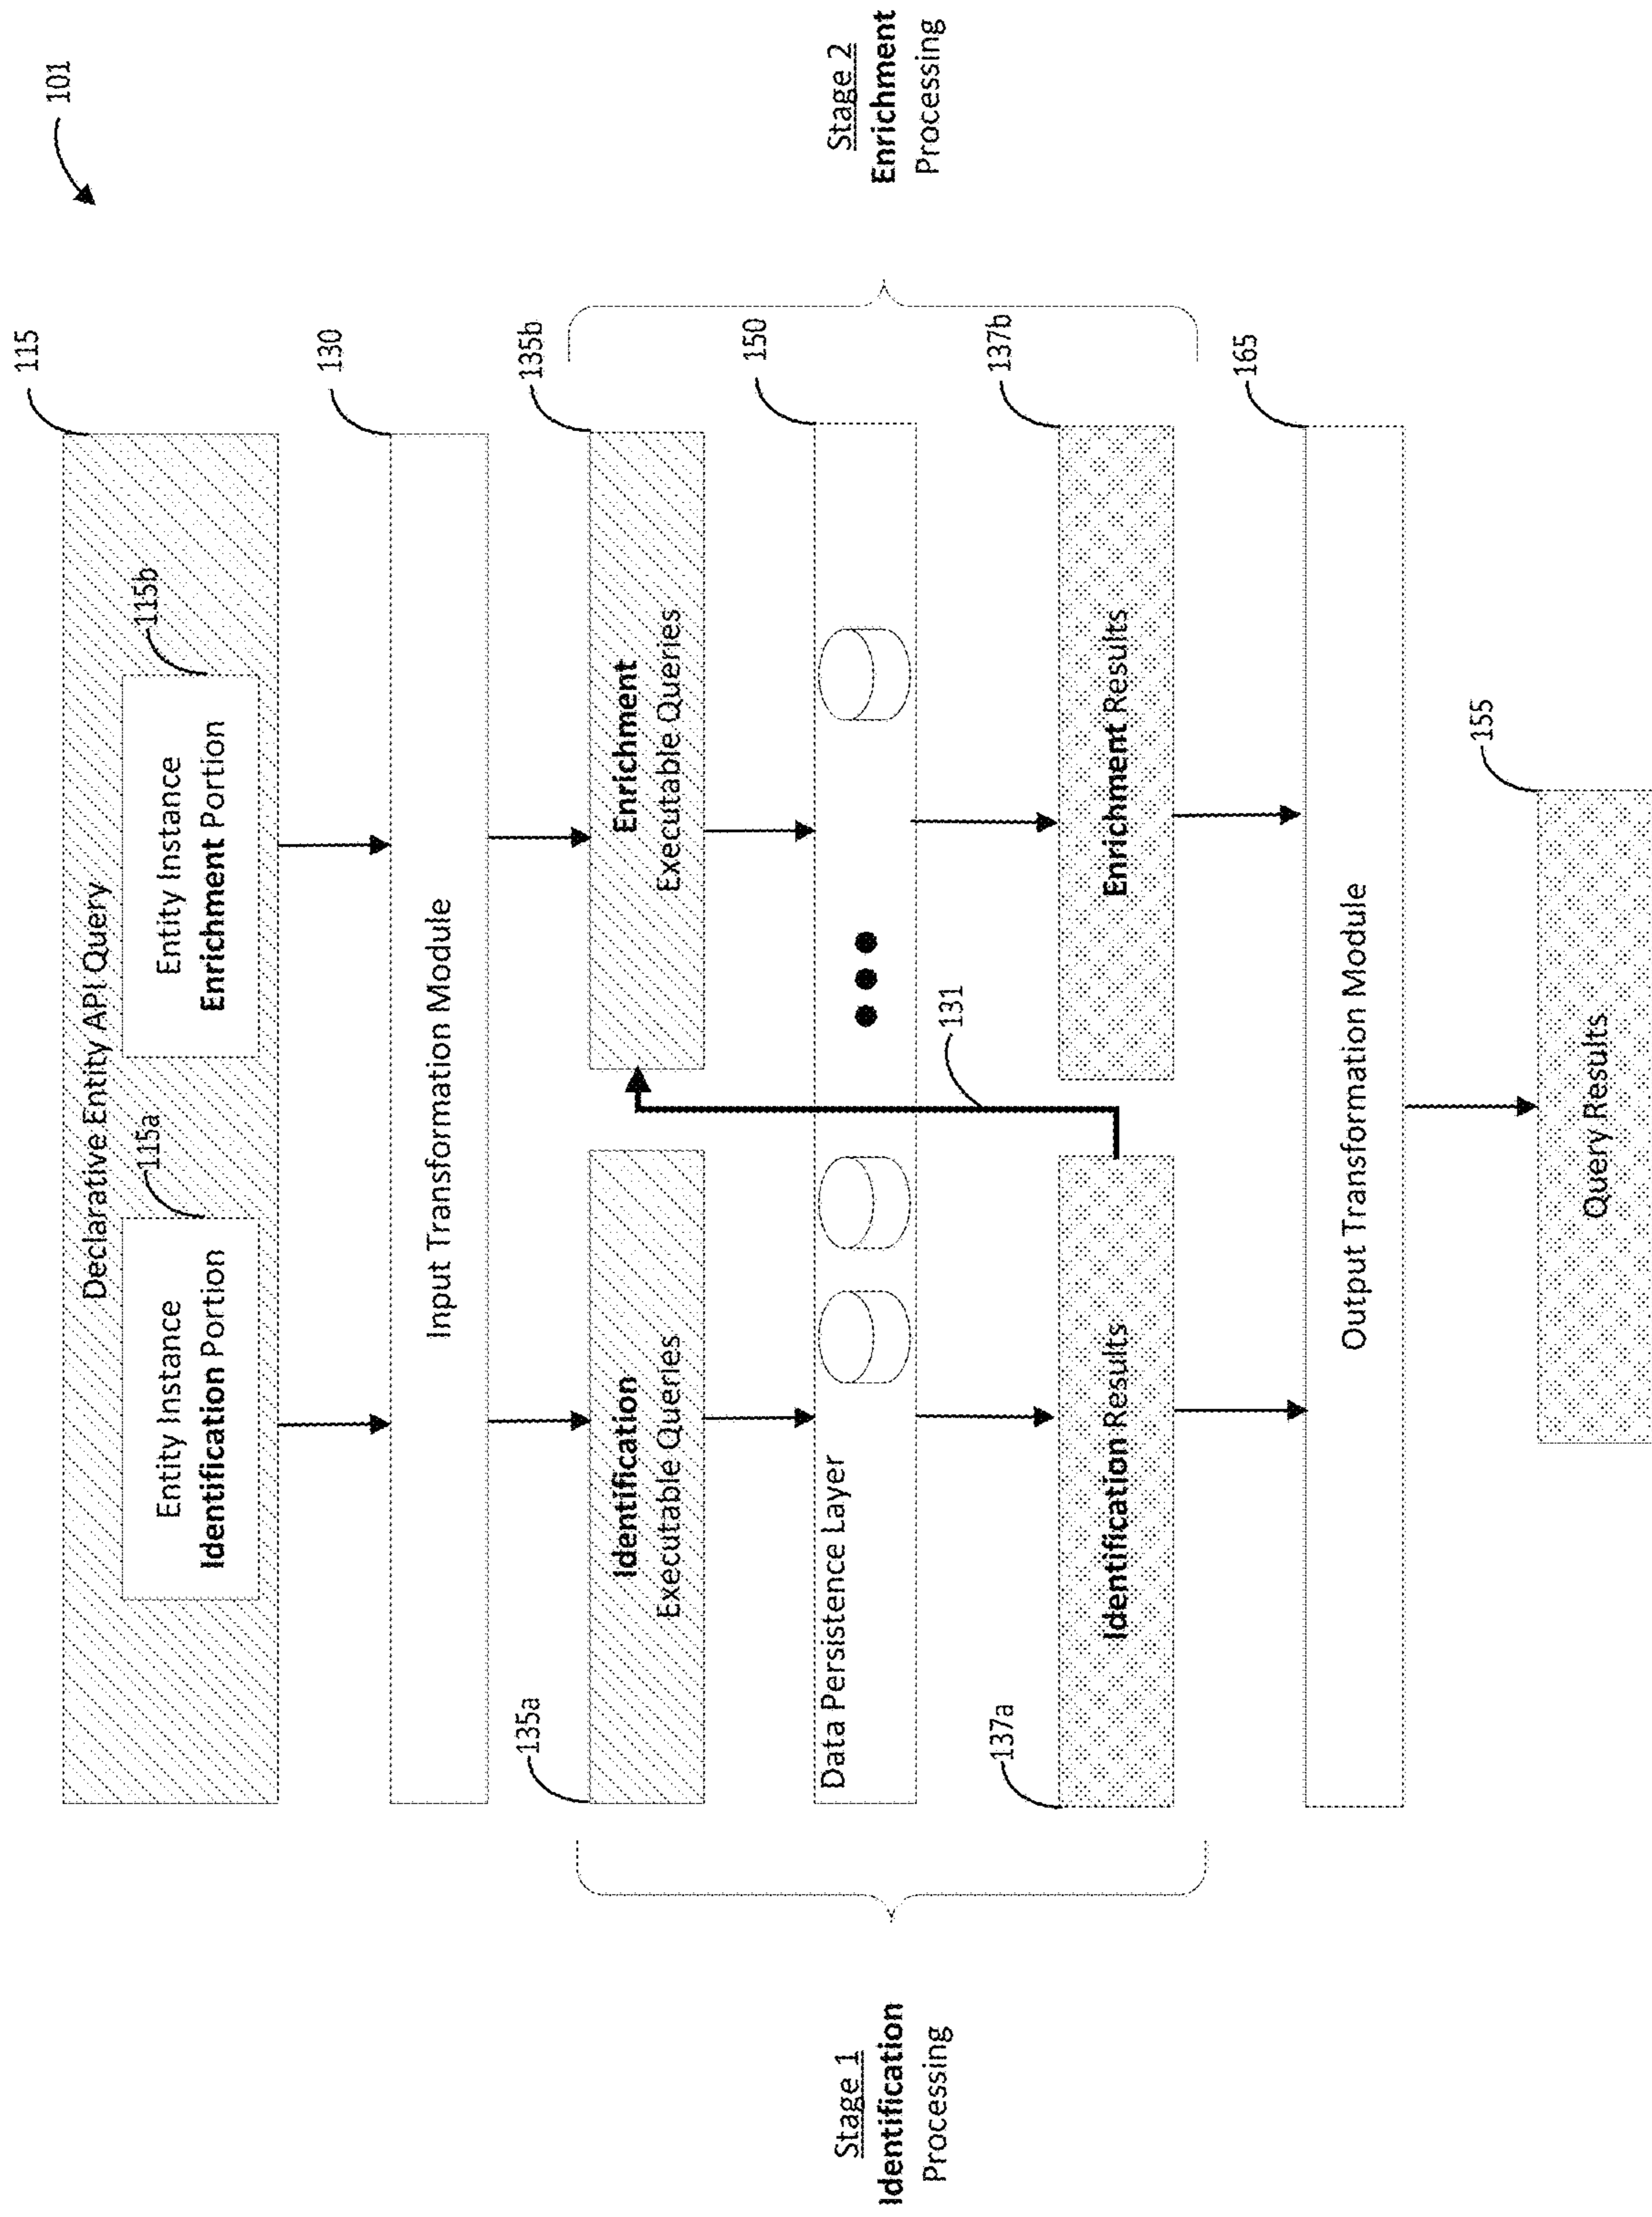 101
115
Declarative Entity API Query
115a
115b
Entity Instance
Identification Portion
Entity Instance
Enrichment Portion
130
Input Transformation Module
135a
135b
Identification
Executable Queries
Enrichment
Executable Queries
150
Data Persistence Layer
131
137a
137b
Identification Results
Enrichment Results
Stage 1
Identification
Processing
Stage 2
Enrichment
Processing
165
Output Transformation Module
155
Query Results